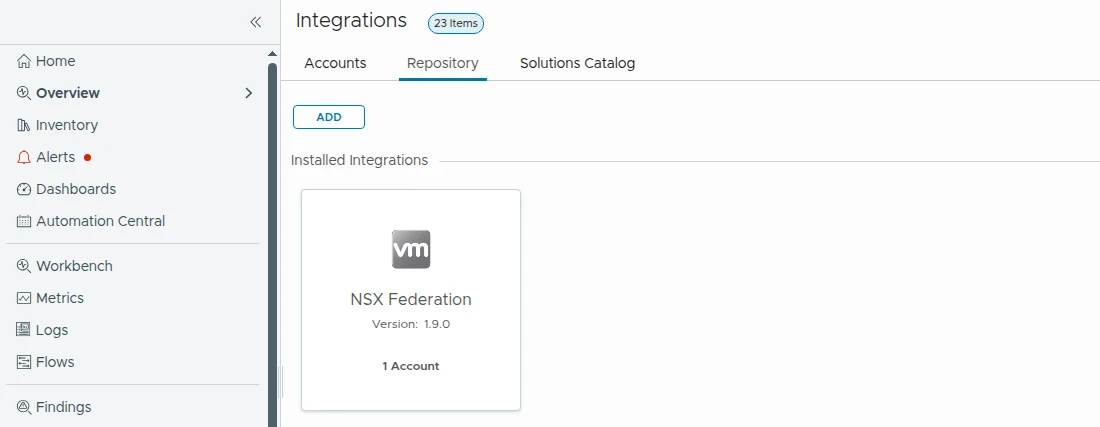 Integrations
23 Items
Accounts
Repository
Solutions Catalog
ADD
Installed Integrations
vm
NSX Federation
Version: 1.9.0
1 Account
Home
Overview
Inventory
Alerts
Dashboards
Automation Central
Workbench
Metrics
Logs
Flows
Findings